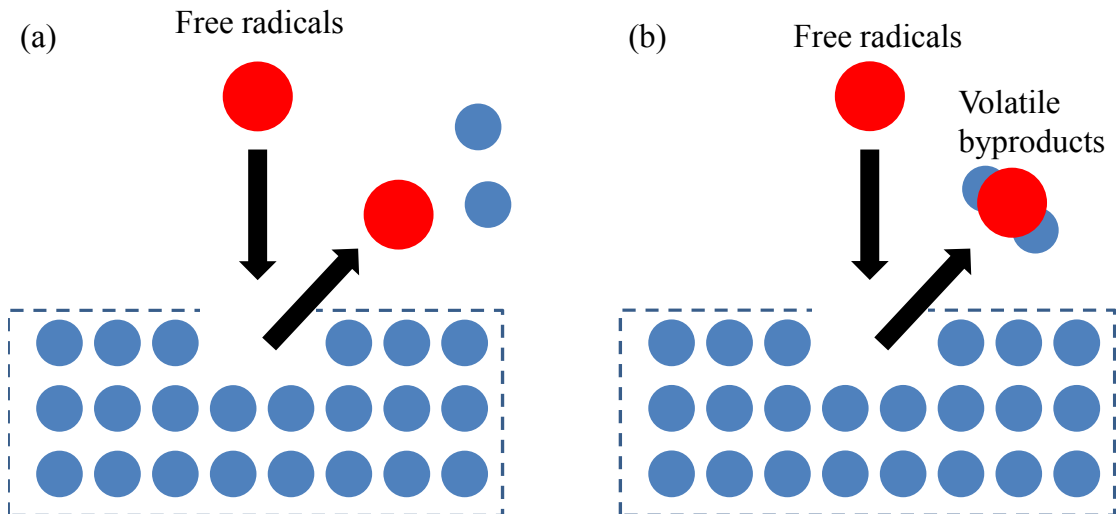 (a)
Free radicals
(b)
Free radicals
Volatile
byproducts